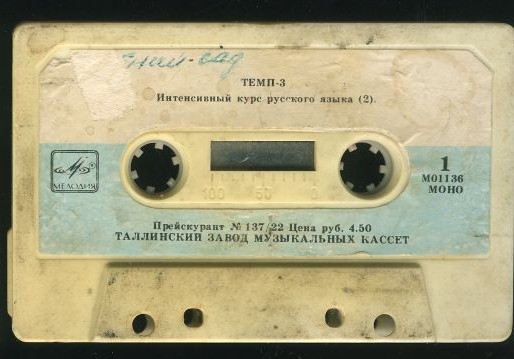 ТЕМП-3
Интенсивный курс русского языка (2).
МЕЛОДИЯ
100 50 0
1
М01136
МОНО
Прейскурант № 137/22 Цена руб. 4.50
ТАЛЛИНСКИЙ ЗАВОД МУЗЫКАЛЬНЫХ КАССЕТ